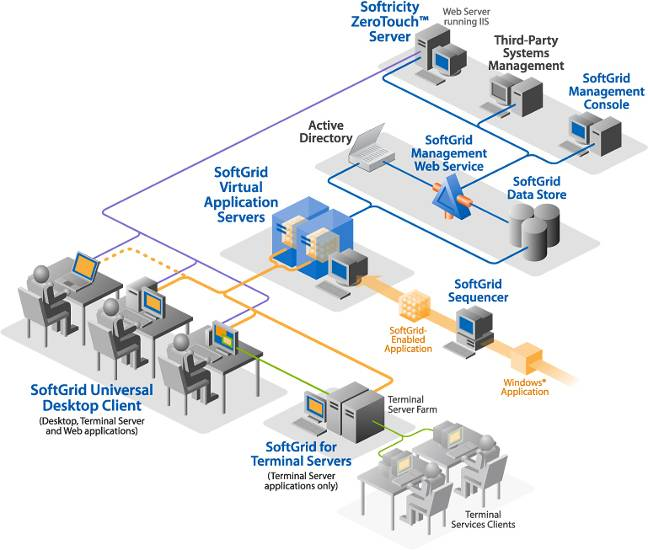 Softricity
ZeroTouch™
Server
Web Server
running IIS
Third-Party
Systems
Management
SoftGrid
Management
Console
Active
Directory
SoftGrid
Management
Web Service
SoftGrid
Data Store
SoftGrid
Virtual
Application
Servers
SoftGrid
Sequencer
SoftGrid-
Enabled
Application
Windows®
Application
SoftGrid Universal
Desktop Client
(Desktop, Terminal Server
and Web applications)
Terminal
Server Farm
SoftGrid for
Terminal Servers
(Terminal Server
applications only)
Terminal
Services Clients